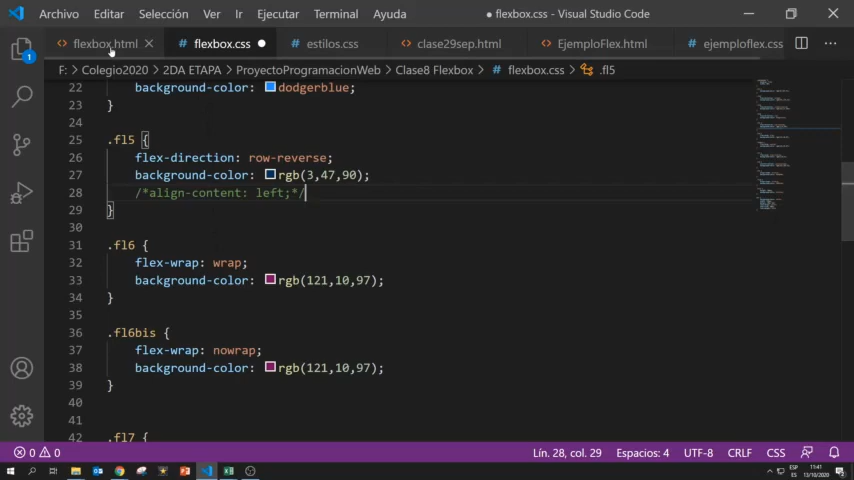 Archivo Editar Selección Ver Ir Ejecutar Terminal Ayuda ● flexbox.css - Visual Studio Code
flexbox.html flexbox.css estilos.css clase29sep.html EjemploFlex.html ejemploflex.css
F: > Colegio2020 > 2DA ETAPA > ProyectoProgramacionWeb > Clase8 Flexbox > # flexbox.css > .fl5
22 background-color: dodgerblue;
23 }
24
25 .fl5 {
26 flex-direction: row-reverse;
27 background-color: rgb(3,47,90);
28 /*align-content: left;*/
29 }
30
31 .fl6 {
32 flex-wrap: wrap;
33 background-color: rgb(121,10,97);
34 }
35
36 .fl6bis {
37 flex-wrap: nowrap;
38 background-color: rgb(121,10,97);
39 }
40
41
42 .fl7 {
1
0 0 Lín. 28, col. 29 Espacios: 4 UTF-8 CRLF CSS
ESP 11:41
ES 13/10/2020